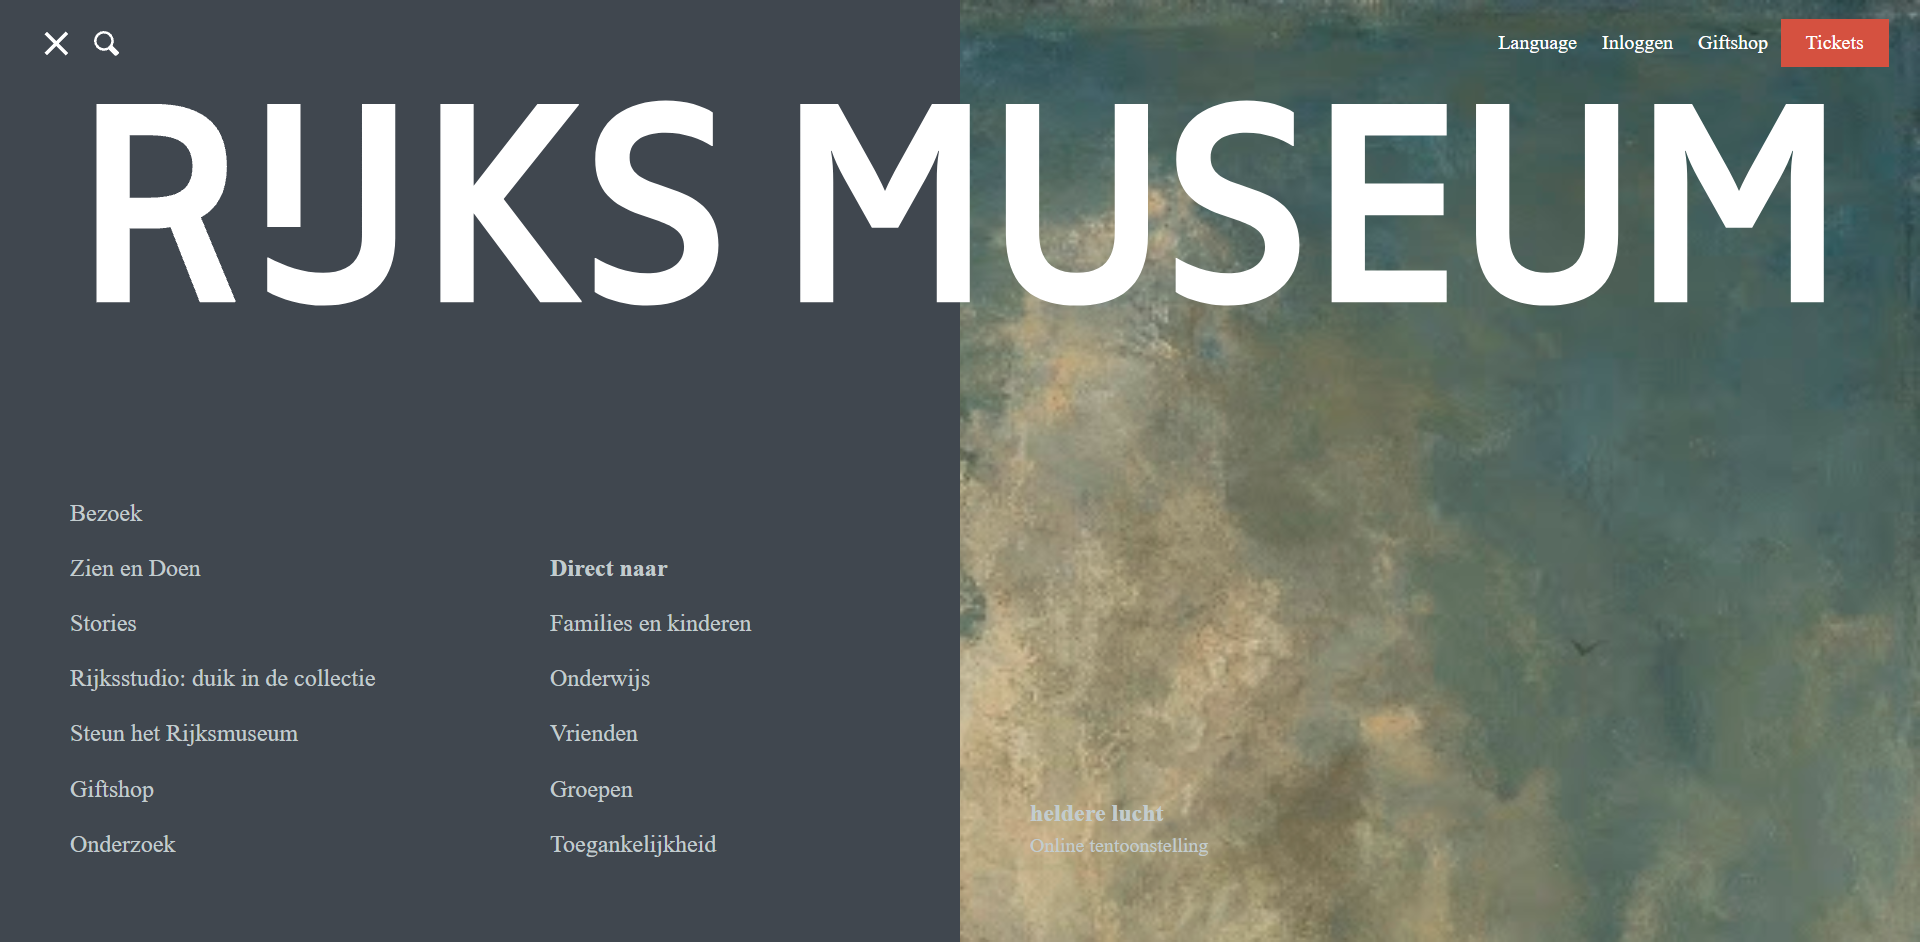 Language
Inloggen
Giftshop
Tickets
RIJKS MUSEUM
Bezoek
Zien en Doen
Stories
Rijksstudio: duik in de collectie
Steun het Rijksmuseum
Giftshop
Onderzoek
Direct naar
Families en kinderen
Onderwijs
Vrienden
Groepen
Toegankelijkheid
heldere lucht
Online tentoonstelling